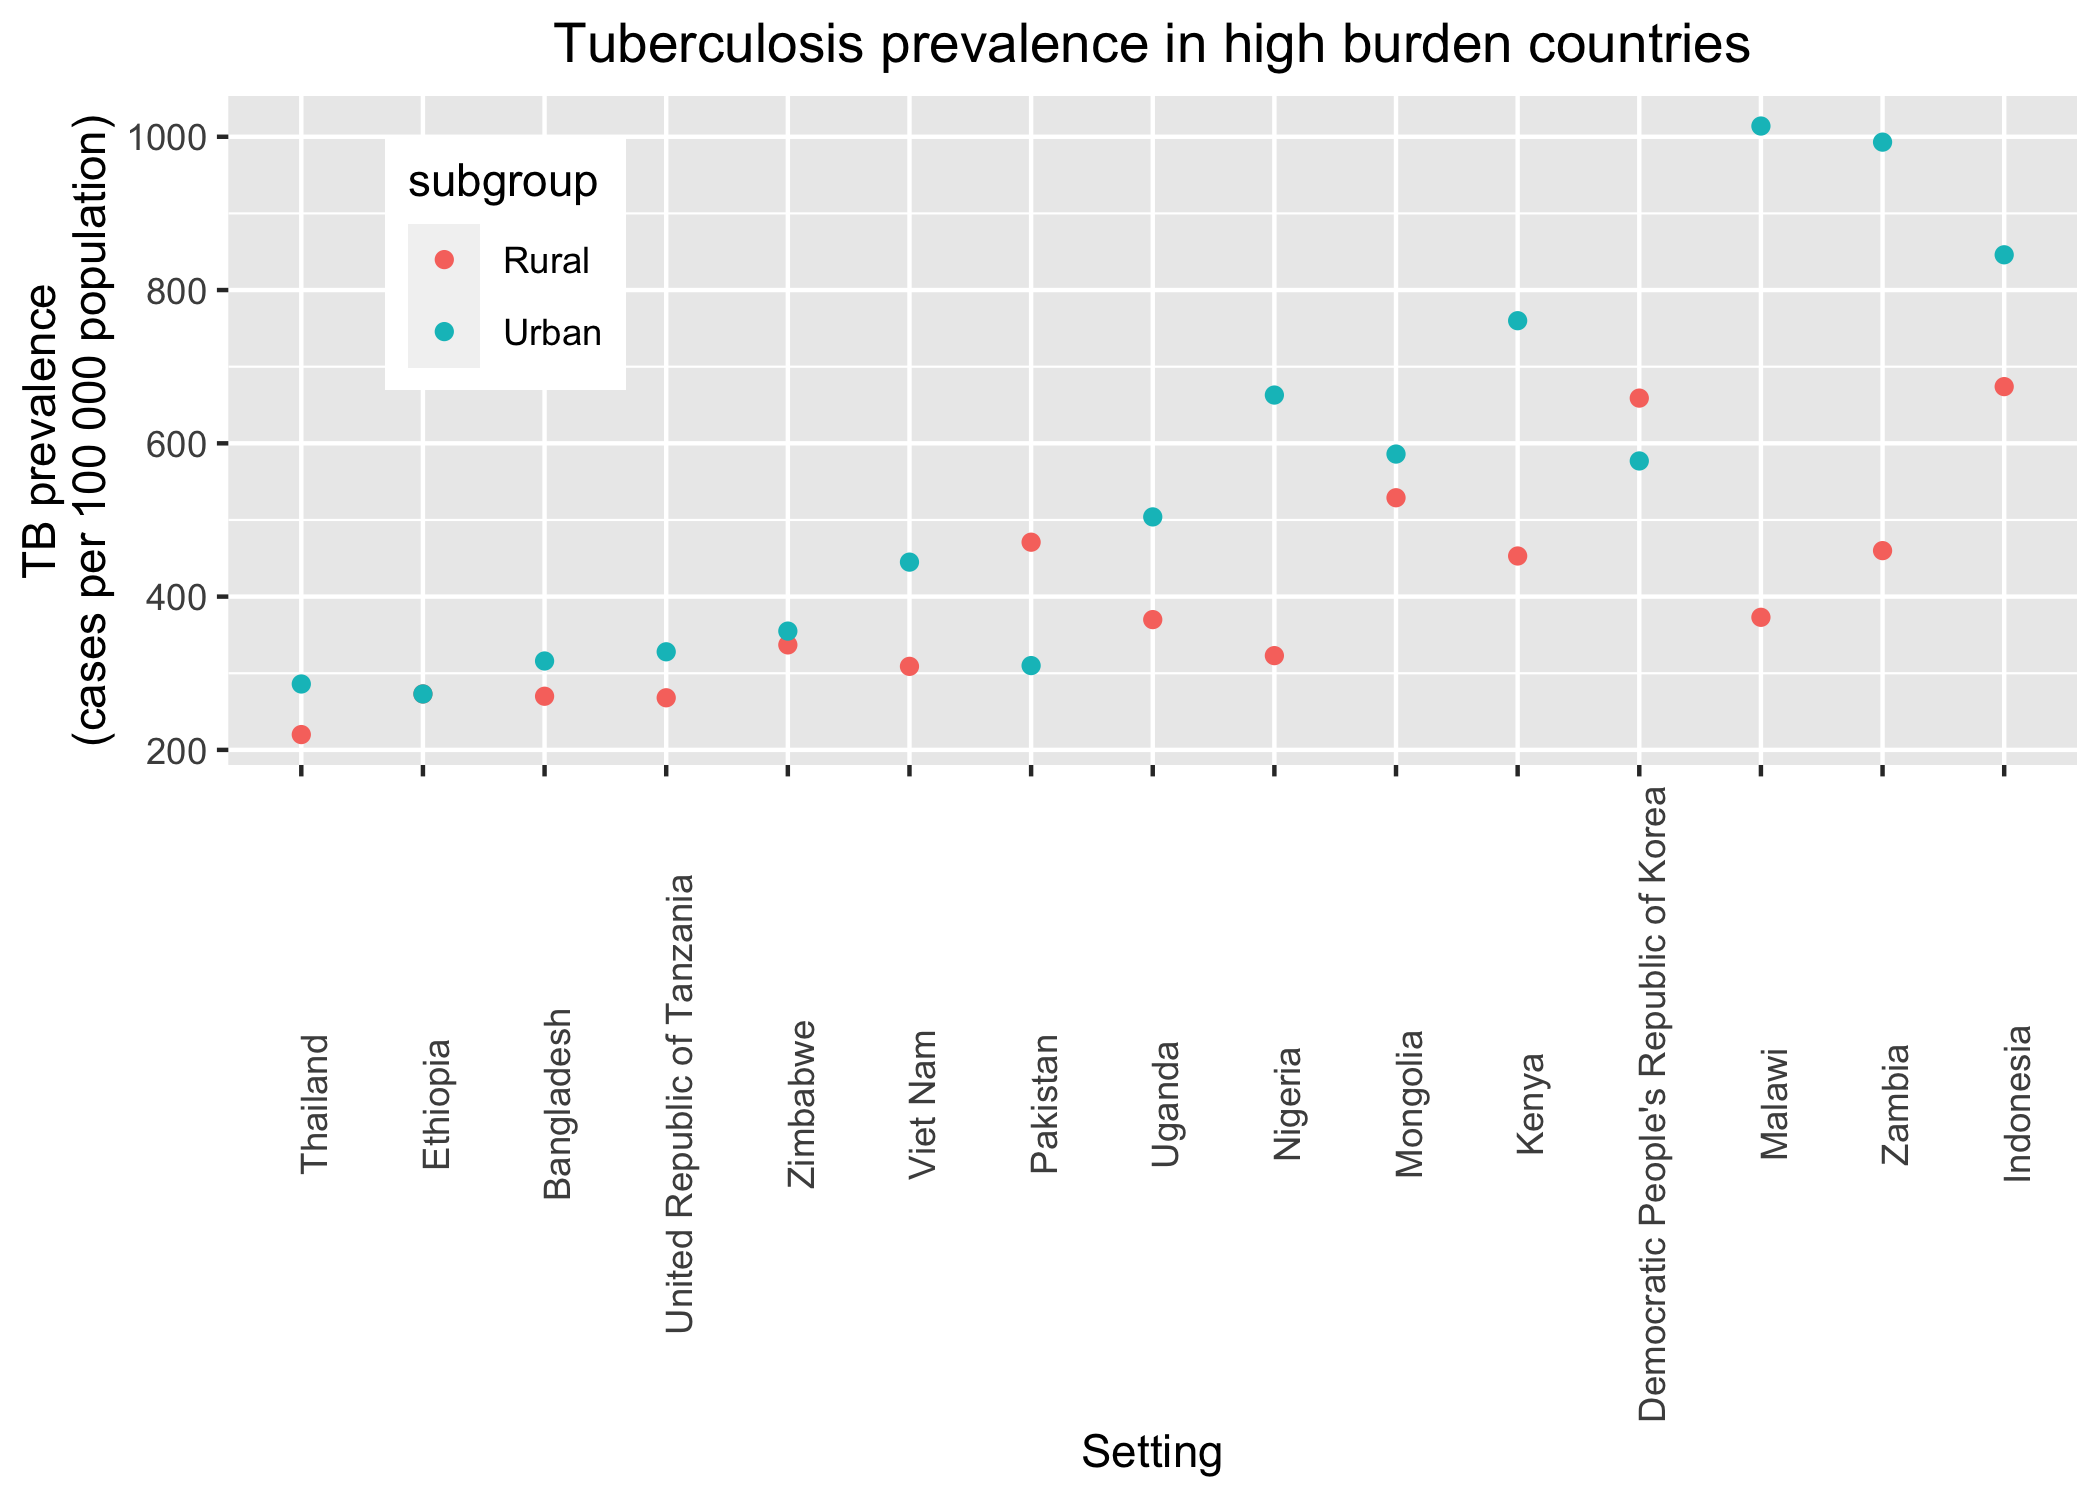 Tuberculosis prevalence in high burden countries
TB prevalence
(cases per 100 000 population)
1000
800
600
400
200
subgroup
Rural
Urban
Thailand
Ethiopia
Bangladesh
United Republic of Tanzania
Zimbabwe
Viet Nam
Pakistan
Uganda
Nigeria
Mongolia
Kenya
Democratic People's Republic of Korea
Malawi
Zambia
Indonesia
Setting